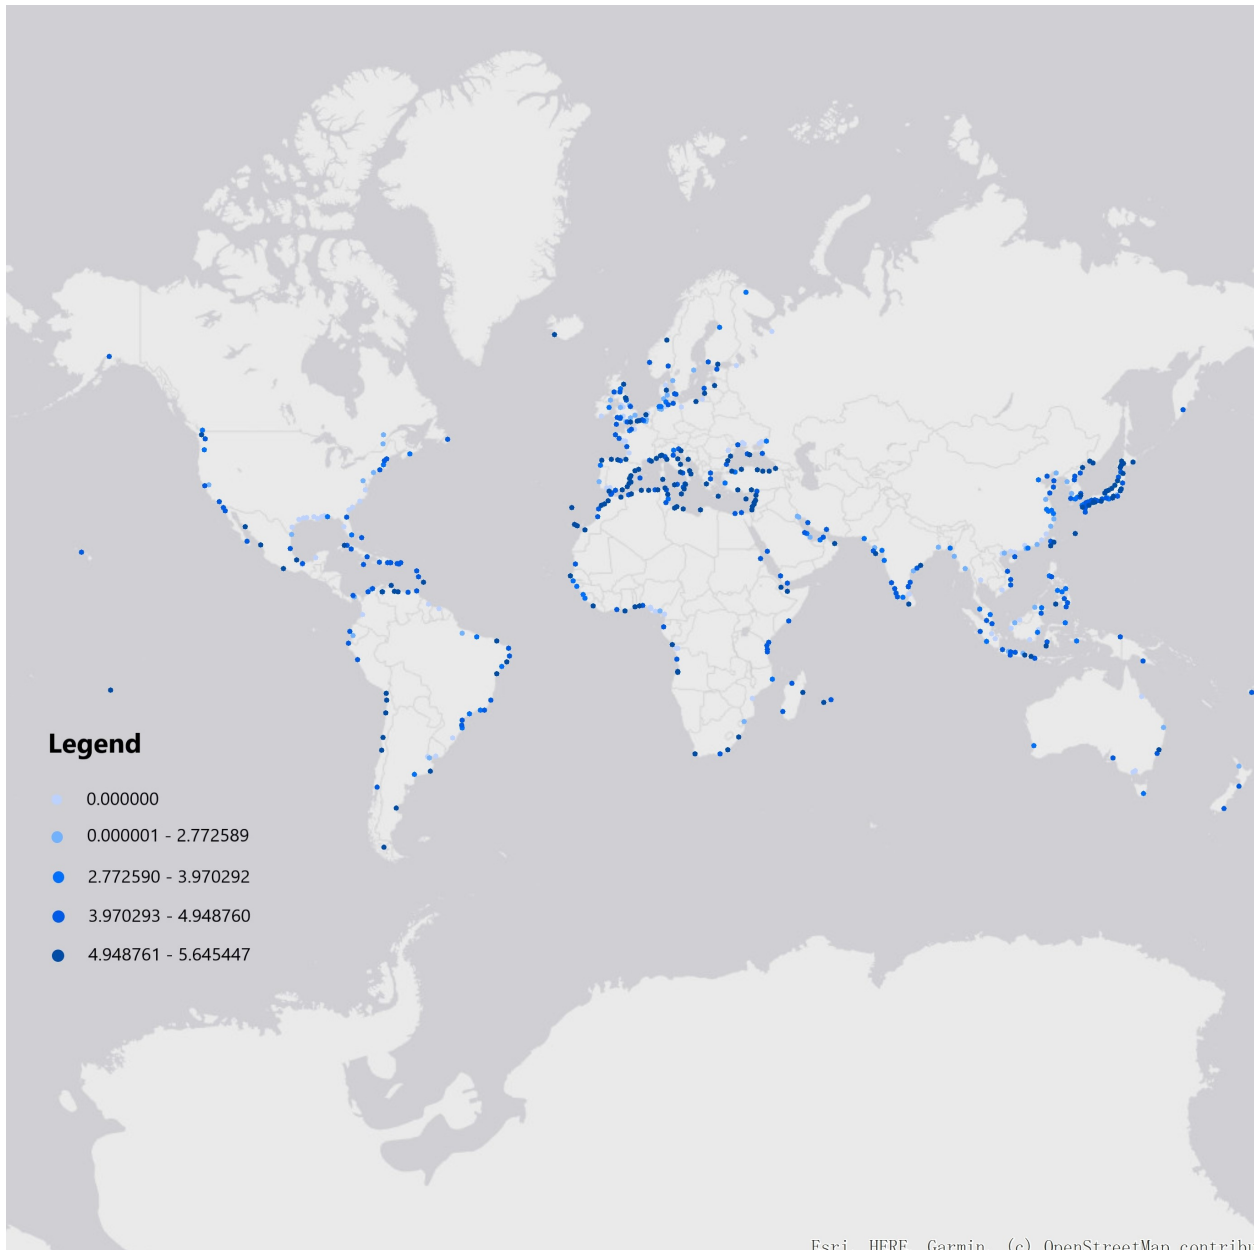 Legend
0.000000
0.000001 - 2.772589
2.772590 - 3.970292
3.970293 - 4.948760
4.948761 - 5.645447
Esri, HERE, Garmin, (c) OpenStreetMap contribu